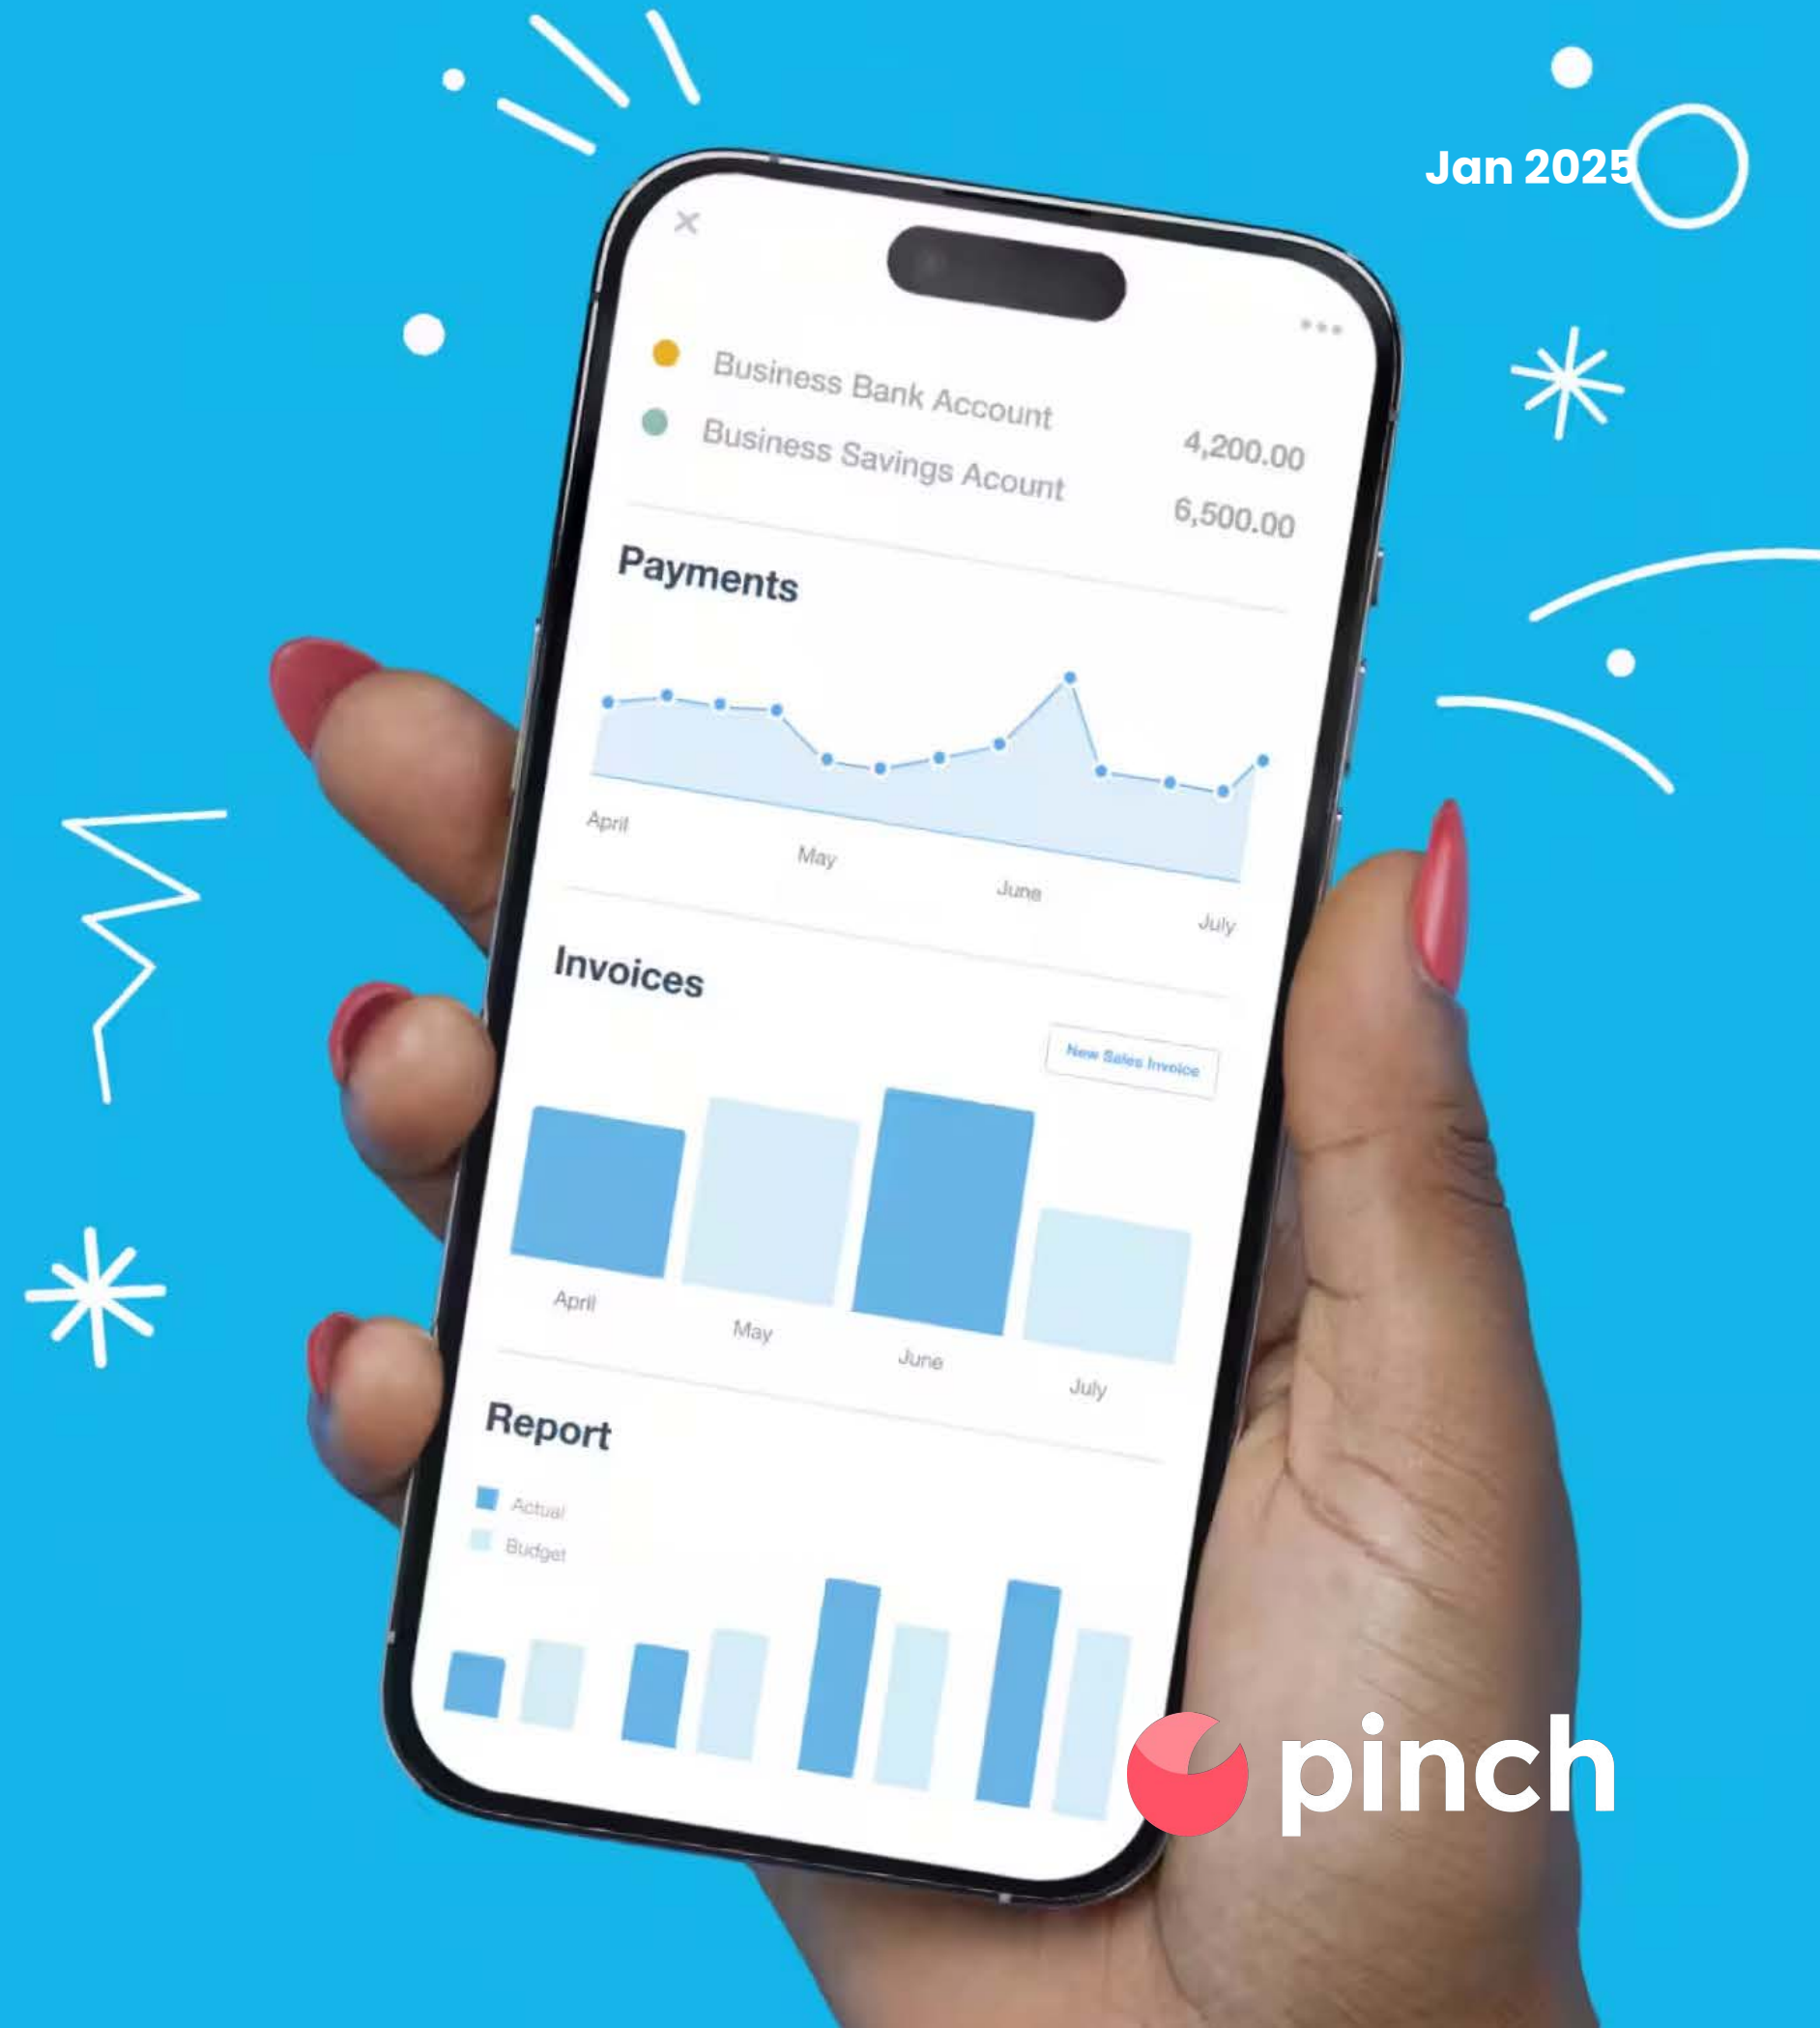 Jan 2025
Business Bank Account 4,200.00
Business Savings Acount 6,500.00
Payments
April May June July
Invoices
New Sales Invoice
April May June July
Report
Actual
Budget
pinch